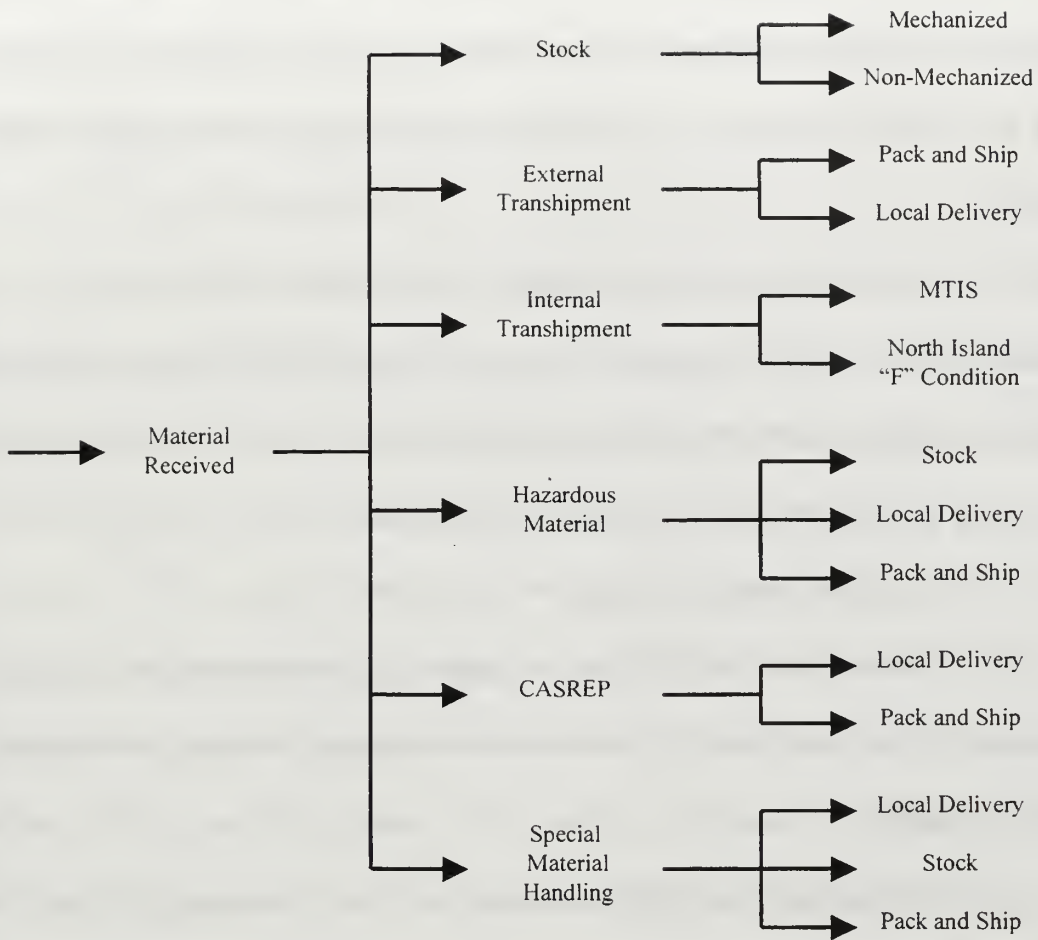 Mechanized
Stock
Non-Mechanized
Pack and Ship
External
Transhipment
Local Delivery
MTIS
Internal
Transhipment
North Island
“F” Condition
Material
Received
Stock
Hazardous
Material
Local Delivery
Pack and Ship
Local Delivery
CASREP
Pack and Ship
Local Delivery
Special
Material
Handling
Stock
Pack and Ship